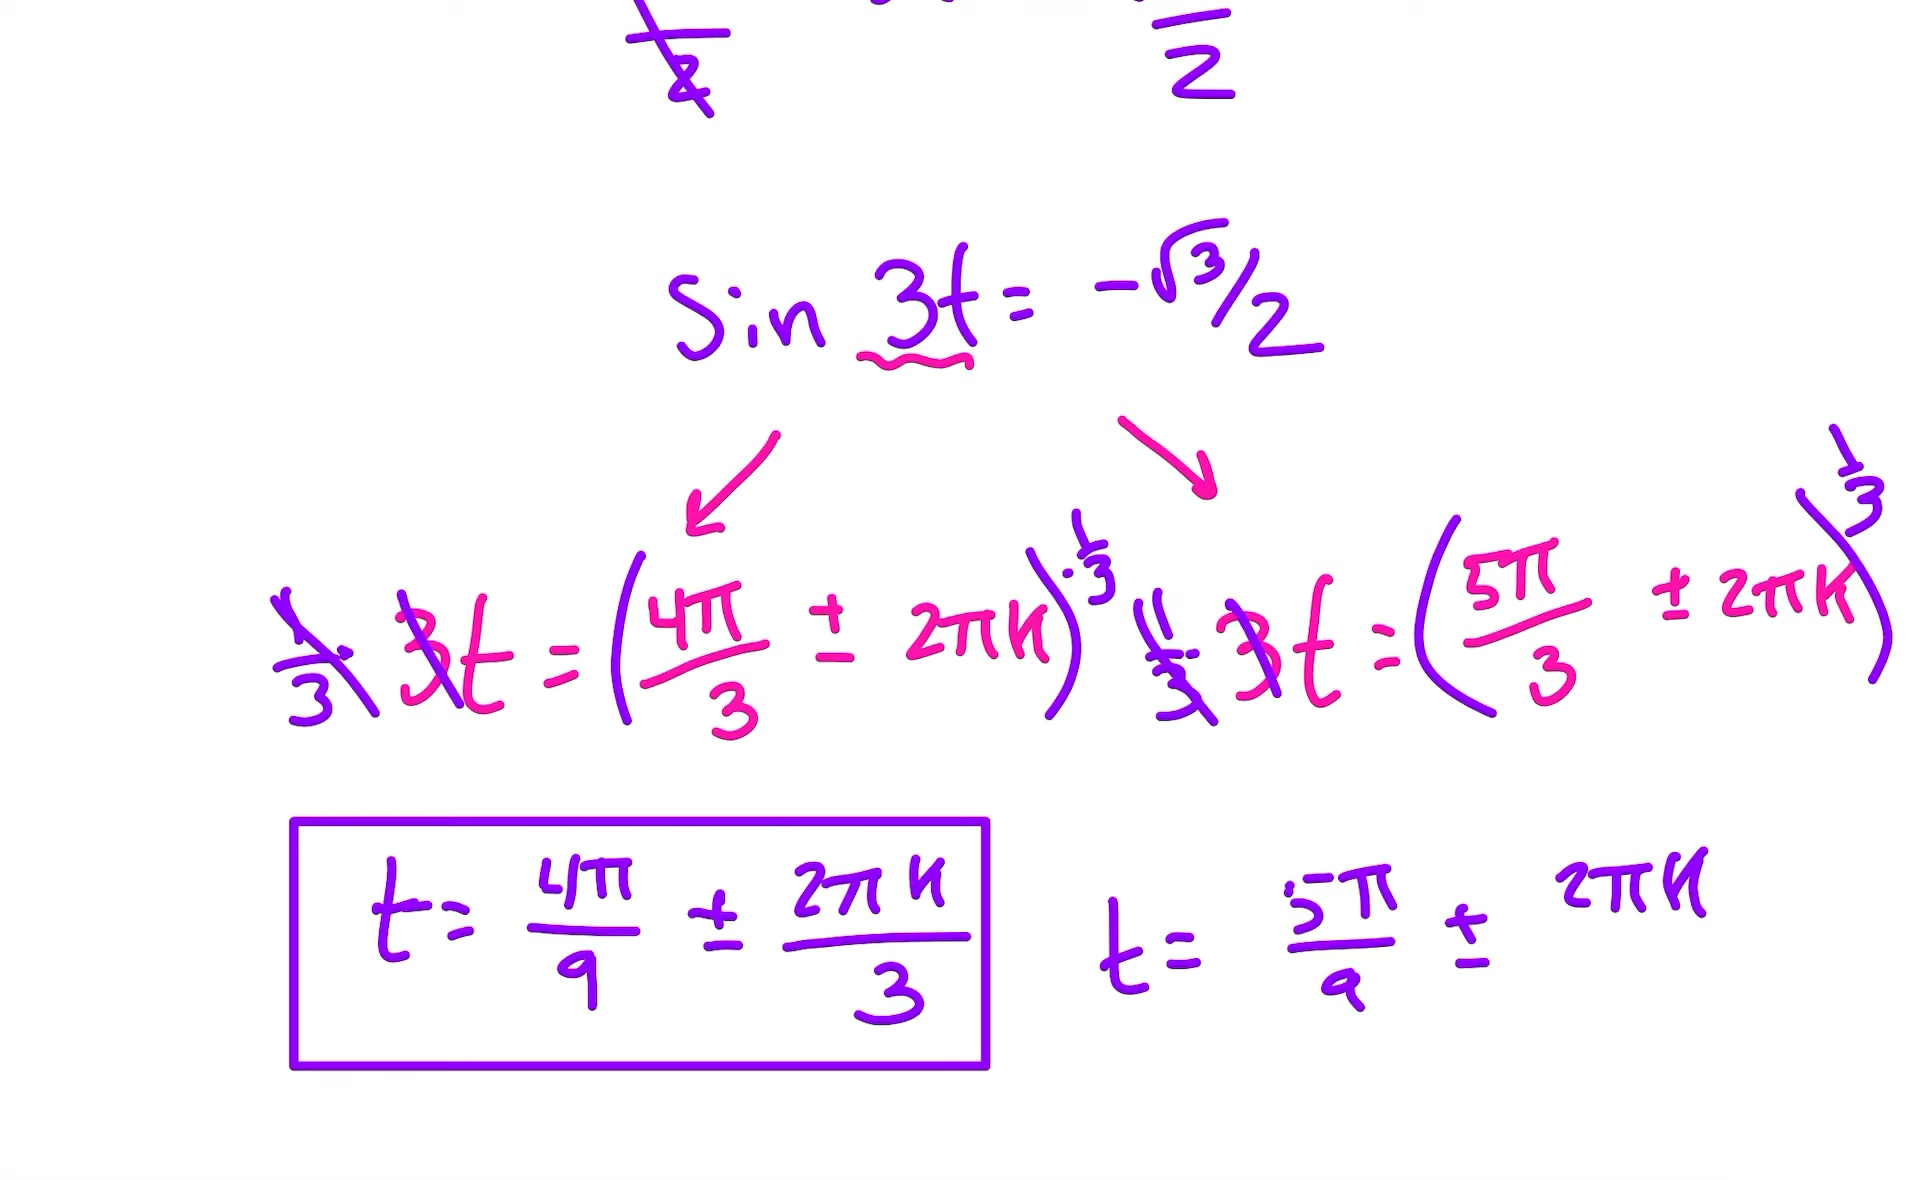 2 2
sin 3t = -√3/2
1/3 · 3t = (4π/3 ± 2πk) · 1/3 1/3 · 3t = (5π/3 ± 2πk) 1/3
t = 4π/9 ± 2πk/3 t = 5π/9 ± 2πk